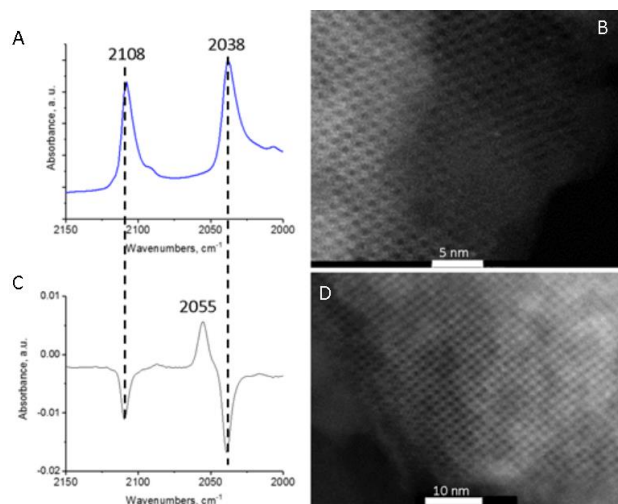 A
2108
2038
Absorbance, a. u.
2150
2100
2050
2000
Wavenumbers, cm⁻¹
B
5 nm
C
2055
0.01
0.00
-0.01
-0.02
Absorbance, a.u.
2150
2100
2050
2000
Wavenumbers, cm⁻¹
D
10 nm